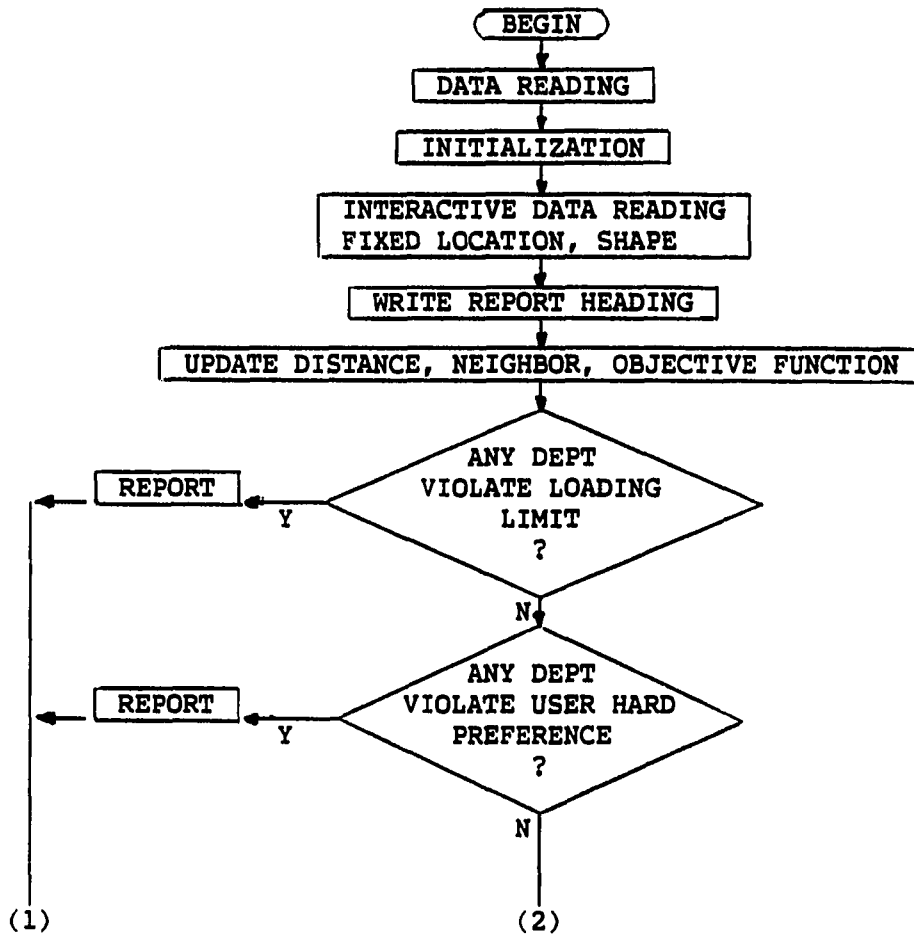 BEGIN
DATA READING
INITIALIZATION
INTERACTIVE DATA READING
FIXED LOCATION, SHAPE
WRITE REPORT HEADING
UPDATE DISTANCE, NEIGHBOR, OBJECTIVE FUNCTION
ANY DEPT
VIOLATE LOADING
LIMIT
?
REPORT
Y
N
ANY DEPT
VIOLATE USER HARD
PREFERENCE
?
REPORT
Y
N
(1)
(2)